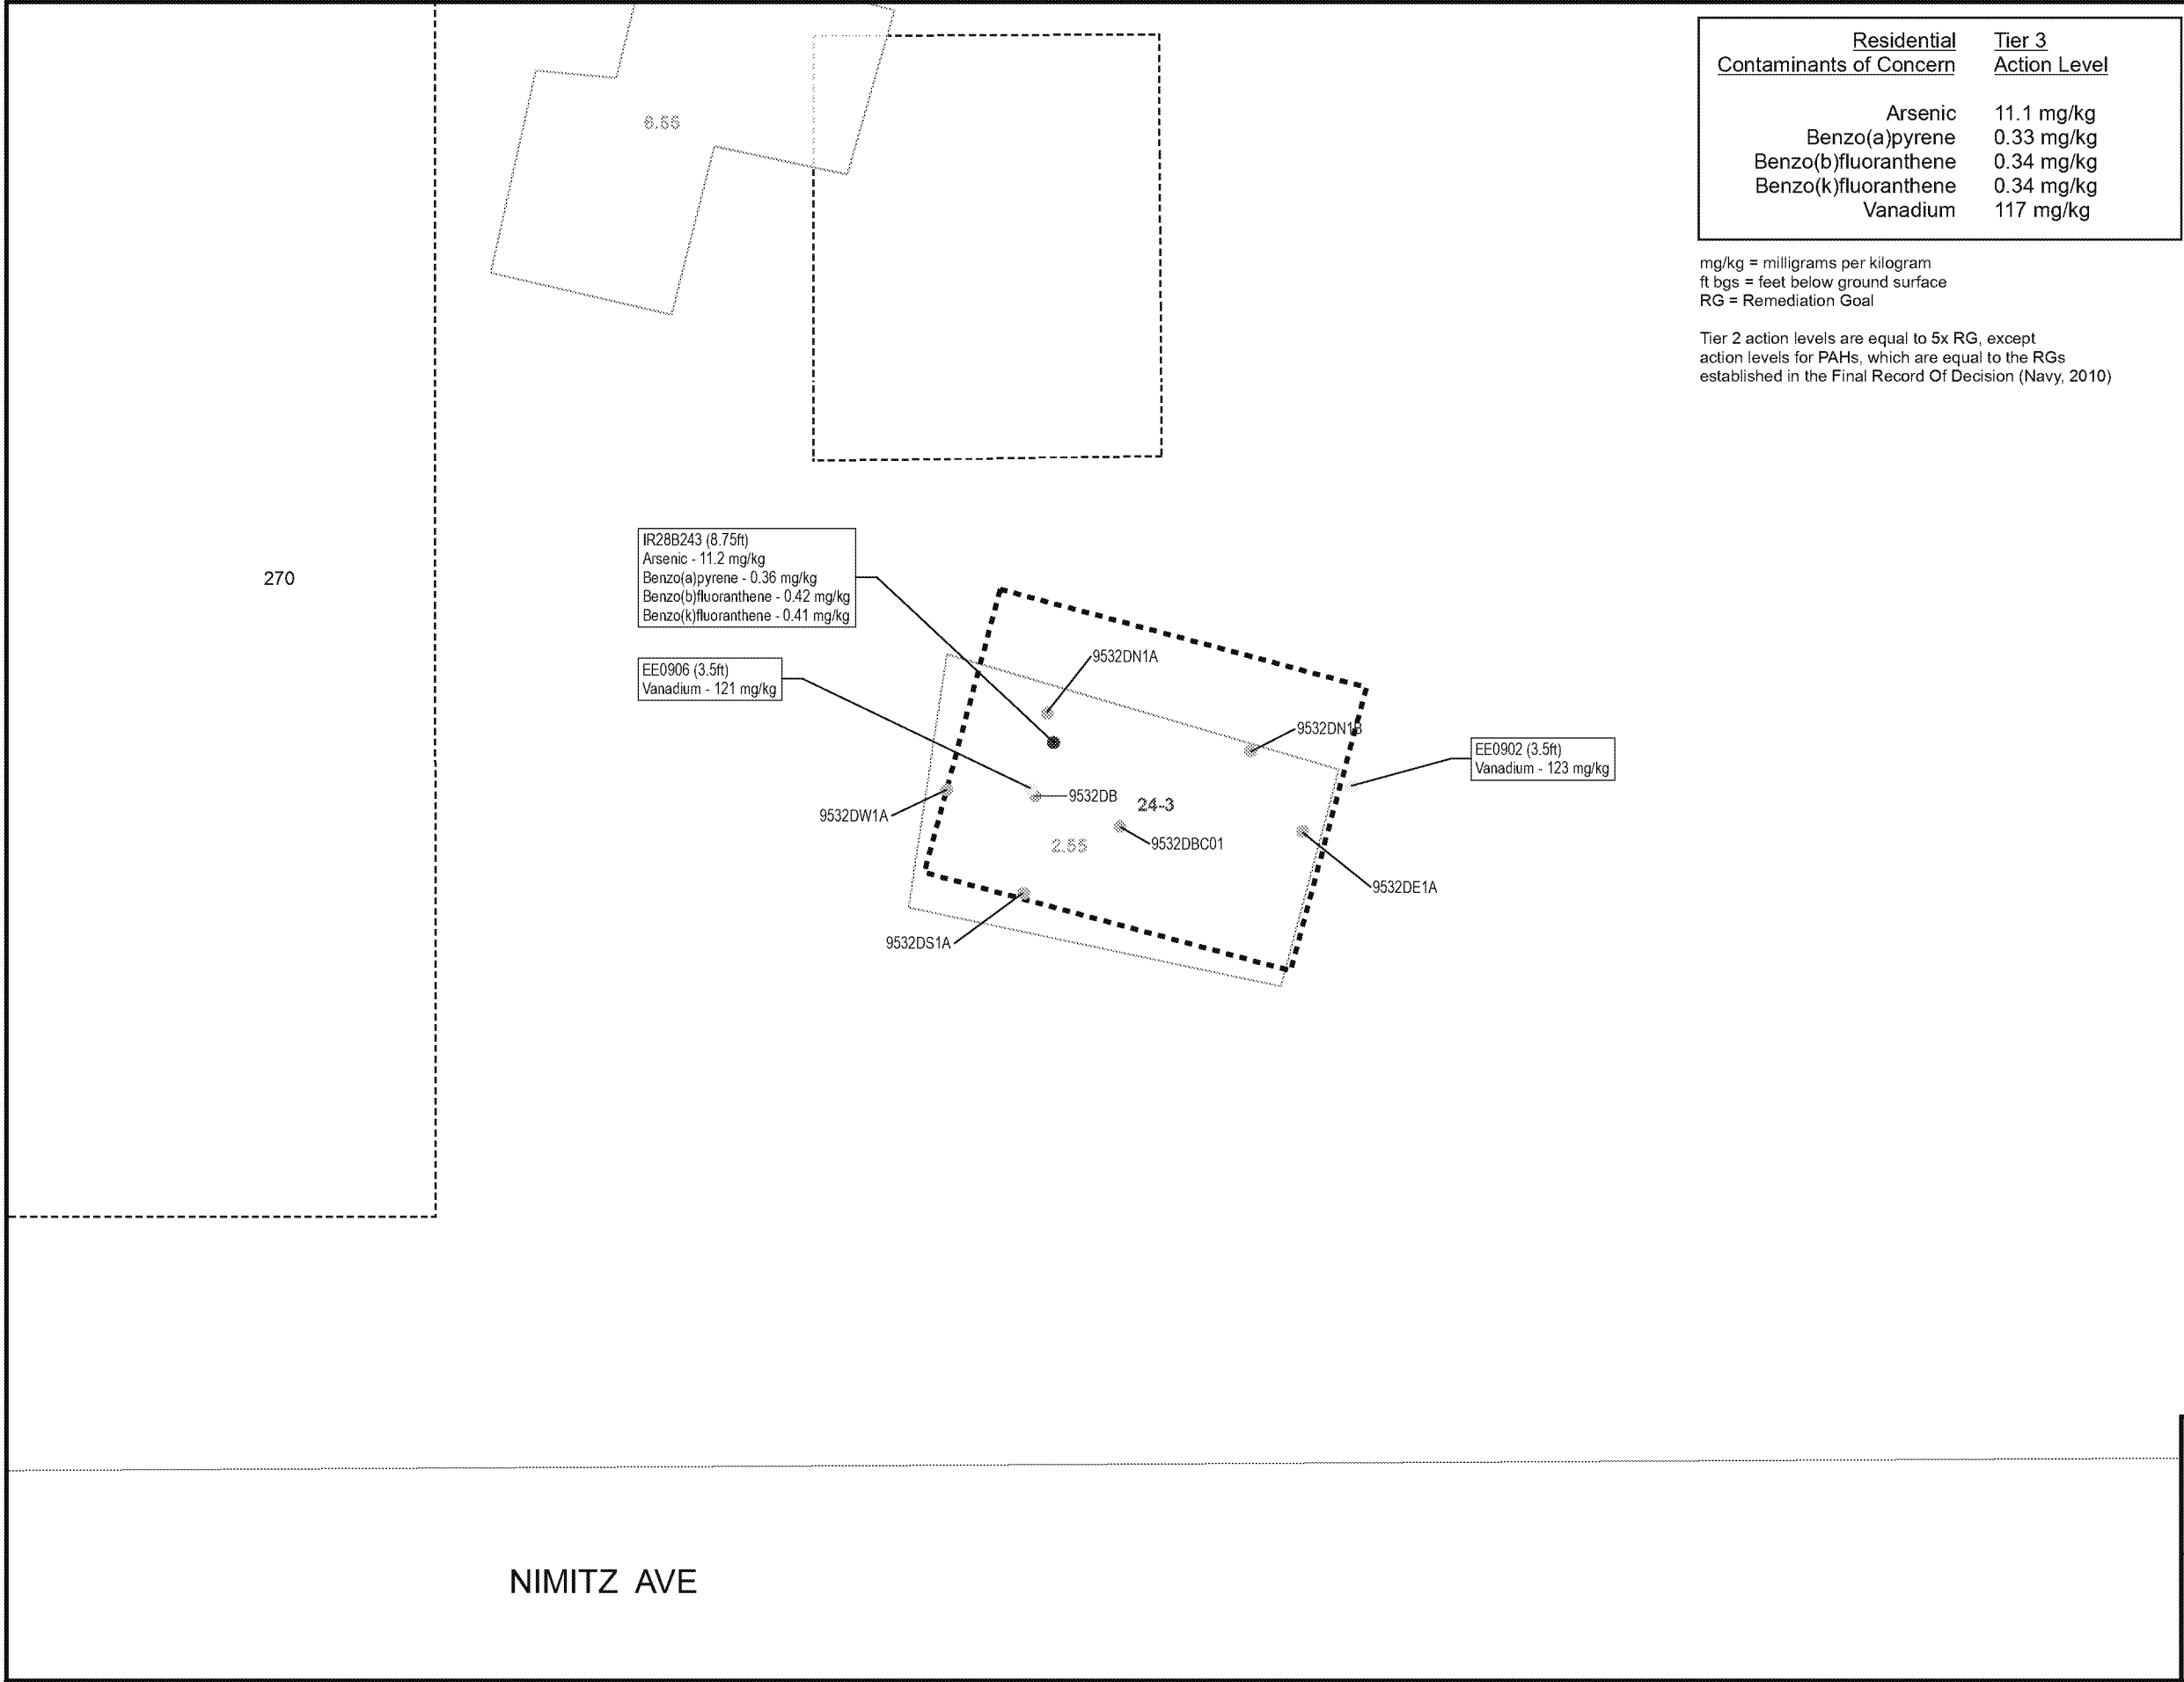 Residential Tier 3
Contaminants of Concern Action Level
Arsenic 11.1 mg/kg
Benzo(a)pyrene 0.33 mg/kg
Benzo(b)fluoranthene 0.34 mg/kg
Benzo(k)fluoranthene 0.34 mg/kg
Vanadium 117 mg/kg
mg/kg = milligrams per kilogram
ft bgs = feet below ground surface
RG = Remediation Goal
Tier 2 action levels are equal to 5x RG, except
action levels for PAHs, which are equal to the RGs
established in the Final Record Of Decision (Navy, 2010)
6.55
270
IR28B243 (8.75ft)
Arsenic - 11.2 mg/kg
Benzo(a)pyrene - 0.36 mg/kg
Benzo(b)fluoranthene - 0.42 mg/kg
Benzo(k)fluoranthene - 0.41 mg/kg
EE0906 (3.5ft)
Vanadium - 121 mg/kg
9532DN1A
9532DN1B
EE0902 (3.5ft)
Vanadium - 123 mg/kg
9532DB
24-3
9532DW1A
9532DBC01
2.55
9532DE1A
9532DS1A
NIMITZ AVE